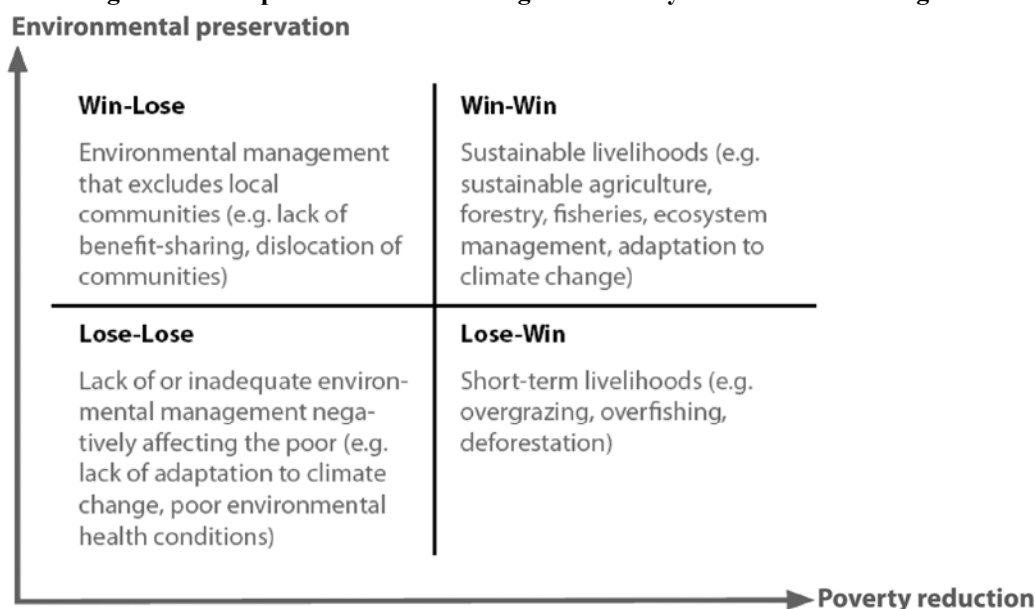 Environmental preservation
Win-Lose
Environmental management
that excludes local
communities (e.g. lack of
benefit-sharing, dislocation of
communities)
Win-Win
Sustainable livelihoods (e.g.
sustainable agriculture,
forestry, fisheries, ecosystem
management, adaptation to
climate change)
Lose-Lose
Lack of or inadequate environ-
mental management nega-
tively affecting the poor (e.g.
lack of adaptation to climate
change, poor environmental
health conditions)
Lose-Win
Short-term livelihoods (e.g.
overgrazing, overfishing,
deforestation)
Poverty reduction